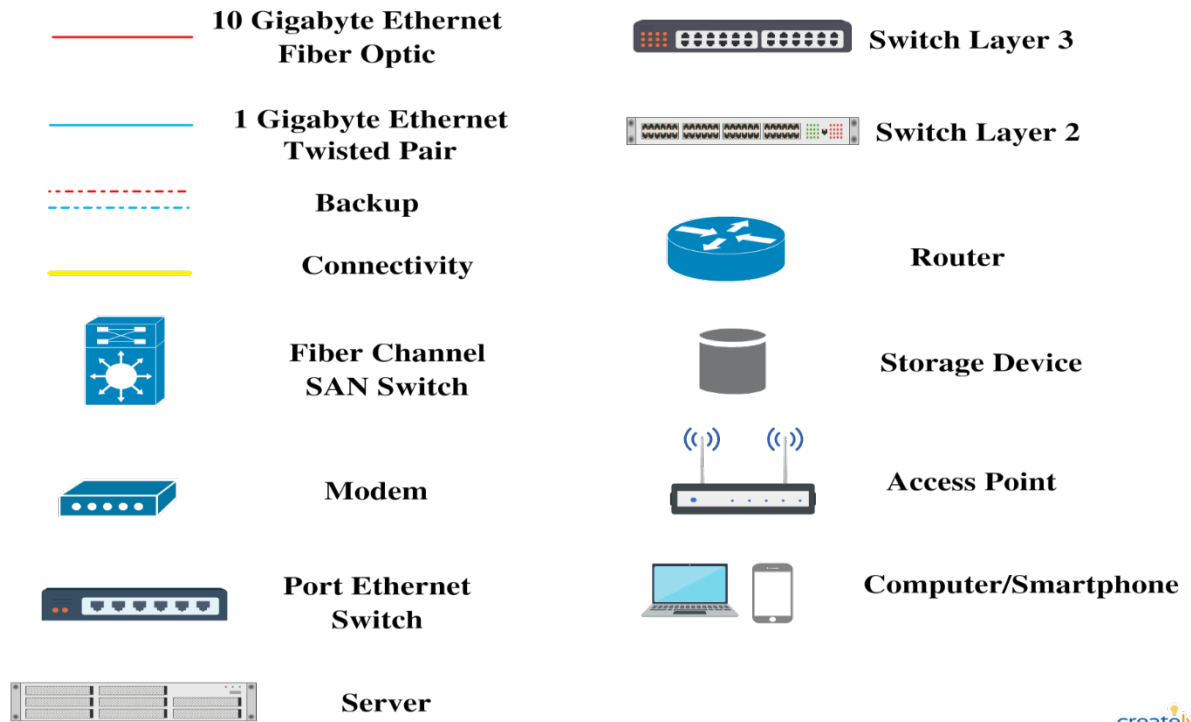 10 Gigabyte Ethernet
Fiber Optic
1 Gigabyte Ethernet
Twisted Pair
Backup
Connectivity
Fiber Channel
SAN Switch
Modem
Port Ethernet
Switch
Server
Switch Layer 3
Switch Layer 2
Router
Storage Device
Access Point
Computer/Smartphone